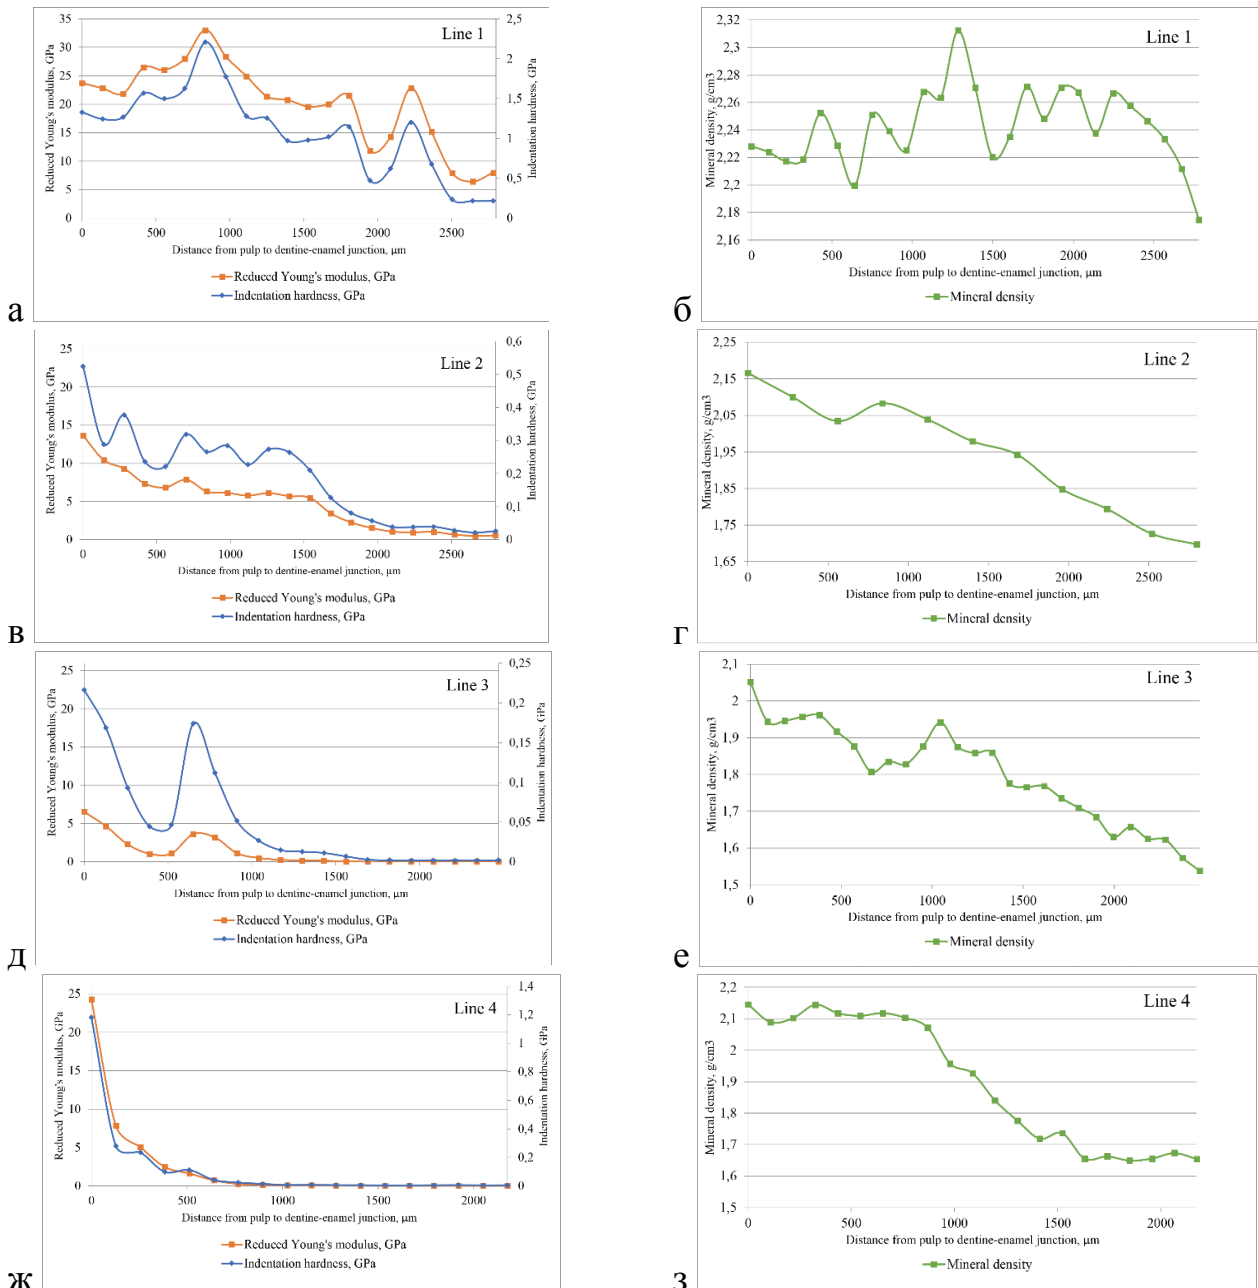 35
30
25
20
15
10
5
0
Reduced Young's modulus, GPa
Line 1
2,5
2
1,5
1
0,5
0
Indentation hardness, GPa
0 500 1000 1500 2000 2500
Distance from pulp to dentine-enamel junction, µm
Reduced Young's modulus, GPa
Indentation hardness, GPa
а
2,32
2,3
2,28
2,26
2,24
2,22
2,2
2,18
2,16
Mineral density, g/cm3
Line 1
0 500 1000 1500 2000 2500
Distance from pulp to dentine-enamel junction, µm
Mineral density
б
25
20
15
10
5
0
Reduced Young's modulus, GPa
Line 2
0,6
0,5
0,4
0,3
0,2
0,1
0
Indentation hardness, GPa
0 500 1000 1500 2000 2500
Distance from pulp to dentine-enamel junction, µm
Reduced Young's modulus, GPa
Indentation hardness, GPa
в
2,25
2,15
2,05
1,95
1,85
1,75
1,65
Mineral density, g/cm3
Line 2
0 500 1000 1500 2000 2500
Distance from pulp to dentine-enamel junction, µm
Mineral density
г
25
20
15
10
5
0
Reduced Young's modulus, GPa
Line 3
0,25
0,2
0,15
0,1
0,05
0
Indentation hardness, GPa
0 500 1000 1500 2000
Distance from pulp to dentine-enamel junction, µm
Reduced Young's modulus, GPa
Indentation hardness, GPa
д
2,1
2
1,9
1,8
1,7
1,6
1,5
Mineral density, g/cm3
Line 3
0 500 1000 1500 2000
Distance from pulp to dentine-enamel junction, µm
Mineral density
е
25
20
15
10
5
0
Reduced Young's modulus, GPa
Line 4
1,4
1,2
1
0,8
0,6
0,4
0,2
0
Indentation hardness, GPa
0 500 1000 1500 2000
Distance from pulp to dentine-enamel junction, µm
Reduced Young's modulus, GPa
Indentation hardness, GPa
ж
2,2
2,1
2
1,9
1,8
1,7
1,6
1,5
Mineral density, g/cm3
Line 4
0 500 1000 1500 2000
Distance from pulp to dentine-enamel junction, µm
Mineral density
з